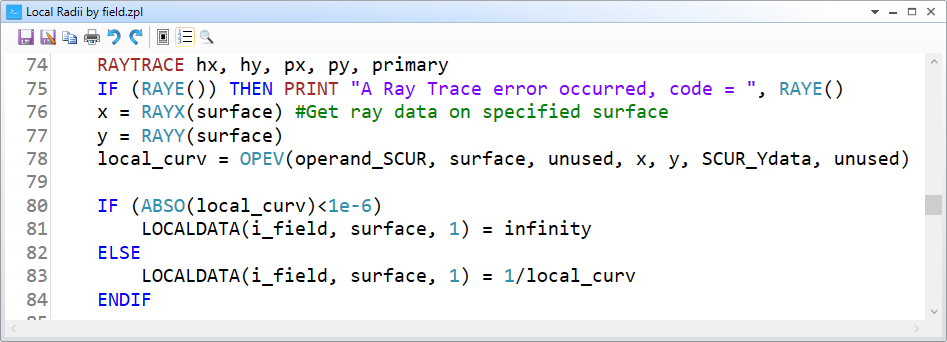 Local Radii by field.zpl
74 RAYTRACE hx, hy, px, py, primary
75 IF (RAYE()) THEN PRINT "A Ray Trace error occurred, code = ", RAYE()
76 x = RAYX(surface) #Get ray data on specified surface
77 y = RAYY(surface)
78 local_curv = OPEV(operand_SCUR, surface, unused, x, y, SCUR_Ydata, unused)
79
80 IF (ABSO(local_curv)<1e-6)
81 LOCALDATA(i_field, surface, 1) = infinity
82 ELSE
83 LOCALDATA(i_field, surface, 1) = 1/local_curv
84 ENDIF